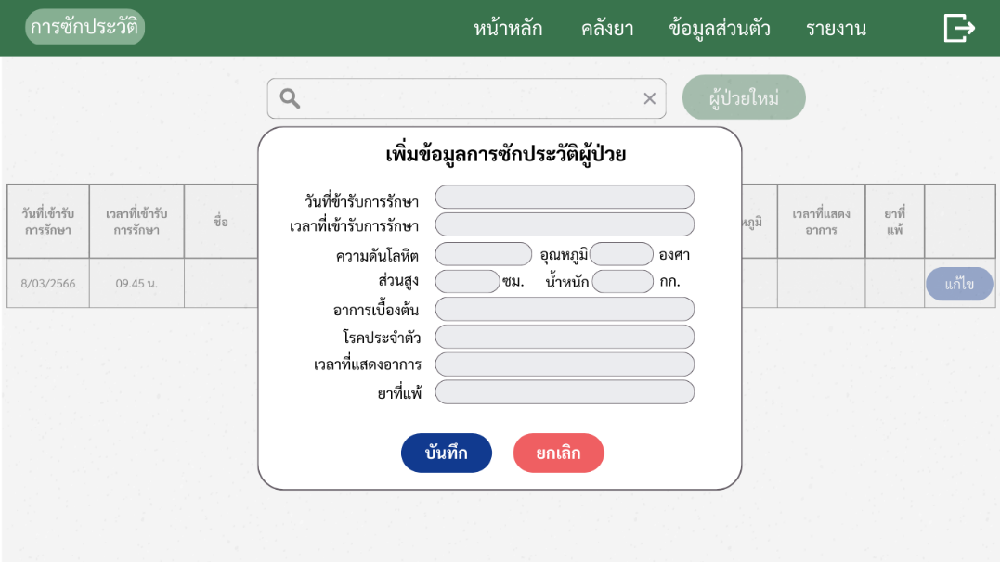 การซักประวัติ หน้าหลัก คลังยา ข้อมูลส่วนตัว รายงาน
ผู้ป่วยใหม่
เพิ่มข้อมูลการซักประวัติผู้ป่วย
วันที่ข้ารับการรักษา
เวลาที่เข้ารับการรักษา
ความดันโลหิต อุณหภูมิ องศา
ส่วนสูง ซม. น้ำหนัก กก.
อาการเบื้องต้น
โรคประจำตัว
เวลาที่แสดงอาการ
ยาที่แพ้
บันทึก ยกเลิก
วันที่เข้ารับ
การรักษา
เวลาที่เข้ารับ
การรักษา
ชื่อ
เวลาที่แสดง
อาการ
ยาที่
แพ้
8/03/2566 09.45 น. แก้ไข